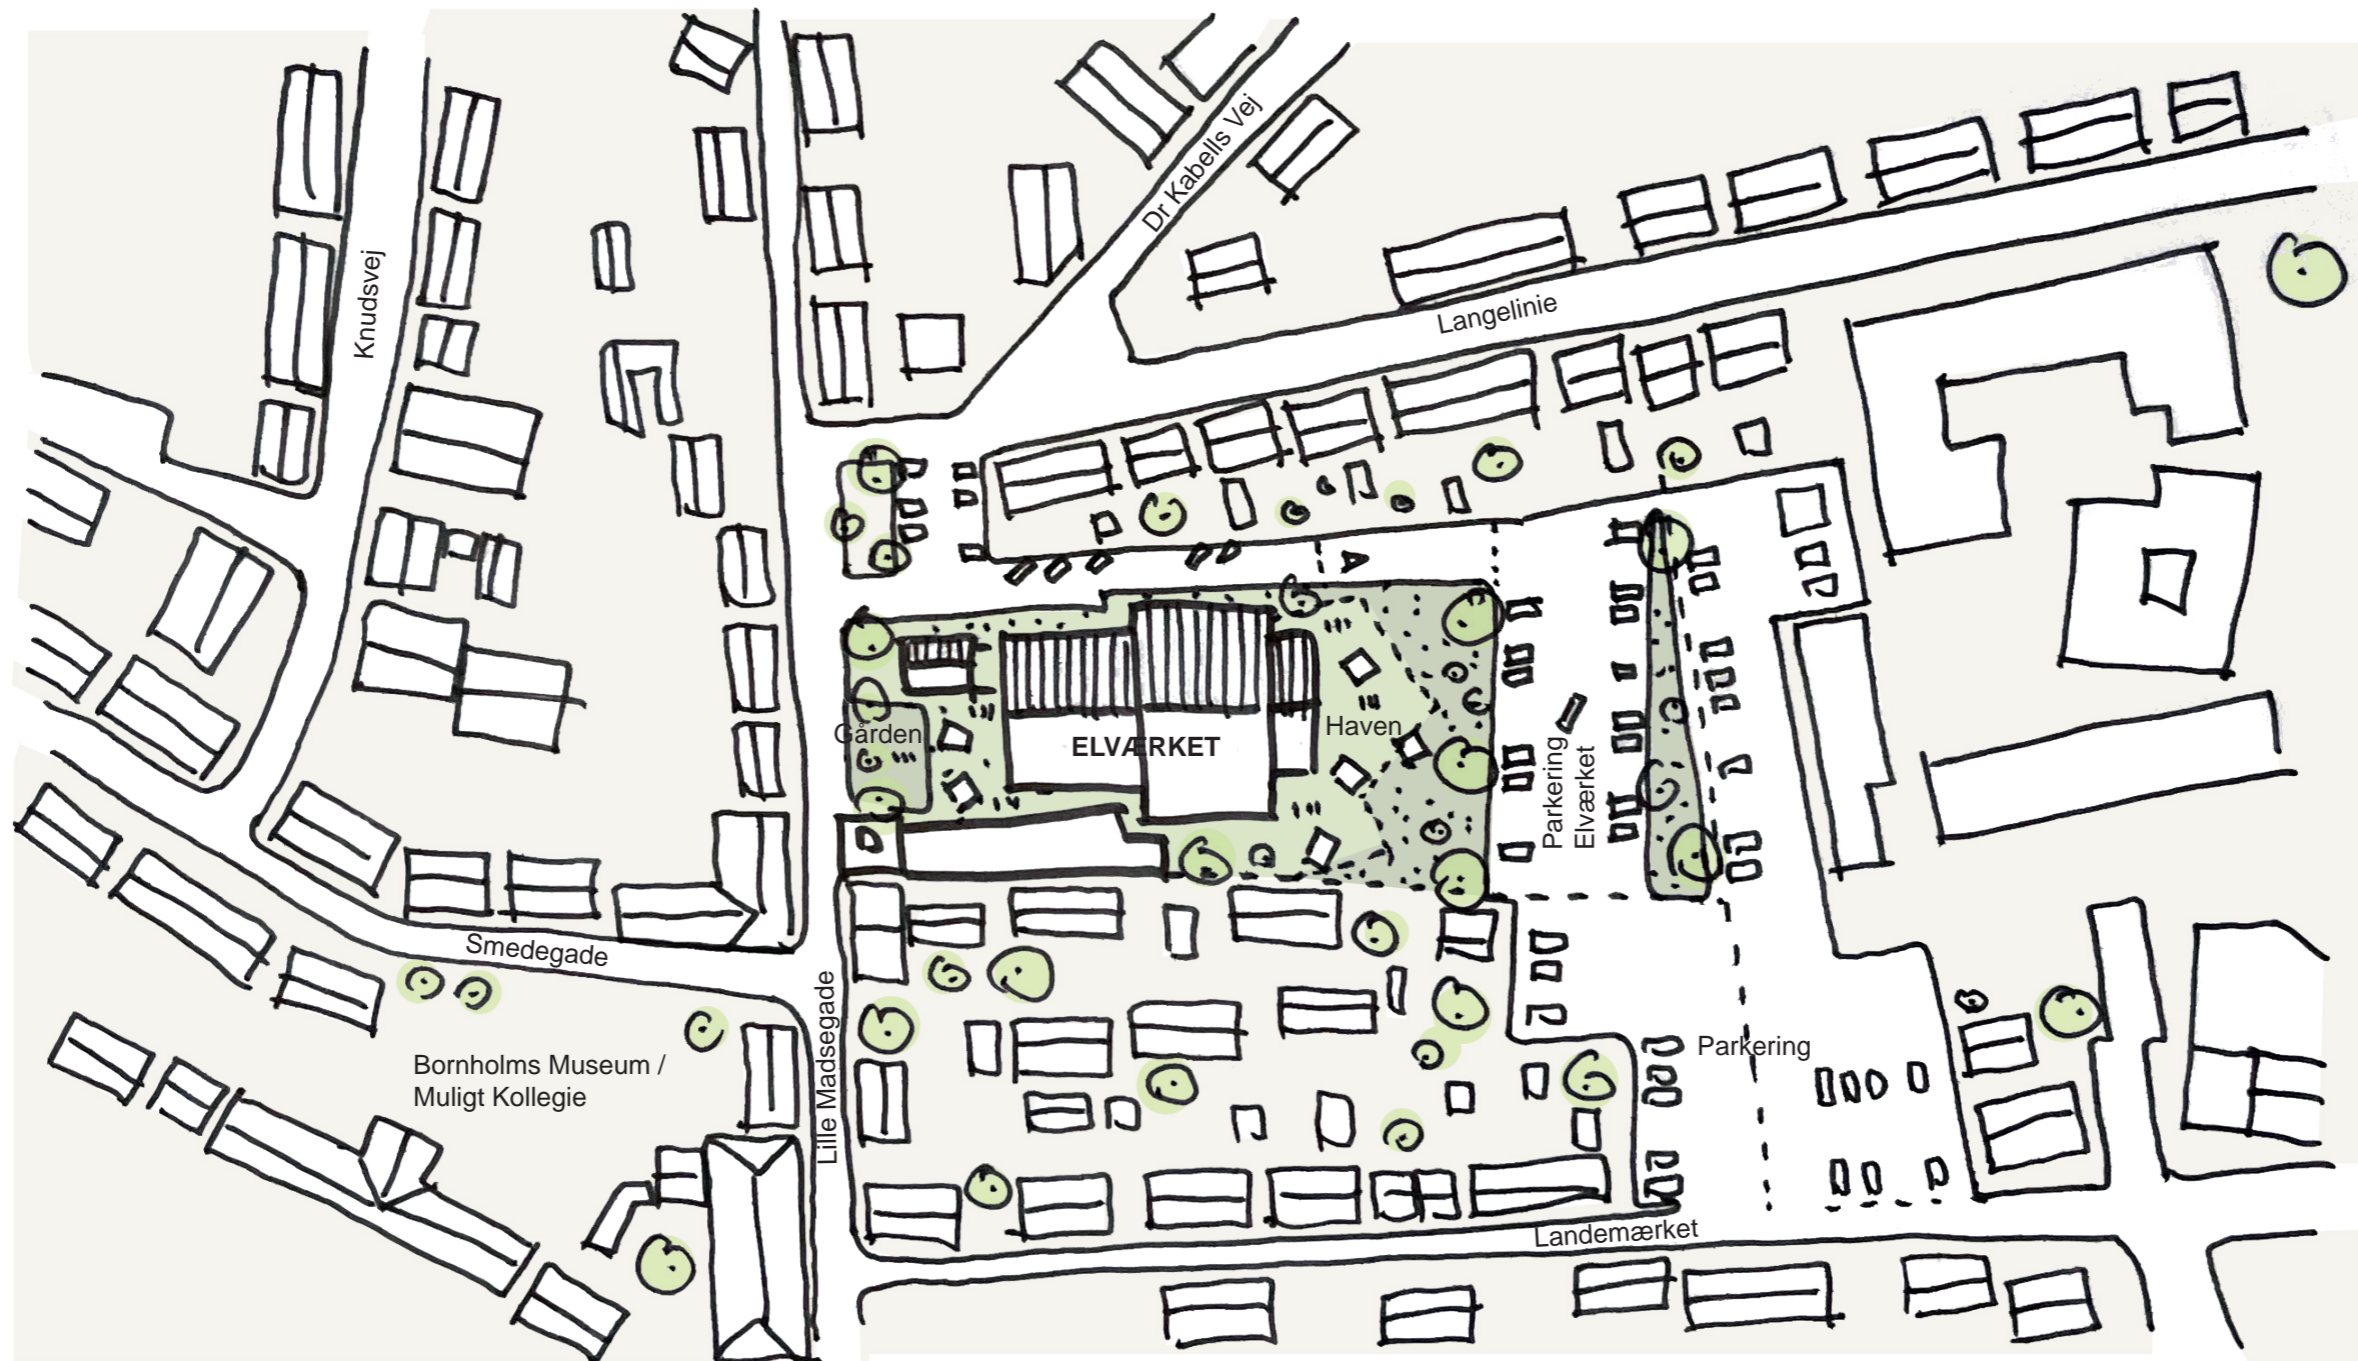 Dr Kabells Vej
Knudsvej
Langelinie
Gården
ELVÆRKET
Haven
Parkering
Elværket
Smedegade
Lille Madsegade
Bornholms Museum /
Muligt Kollegie
Parkering
Landemærket